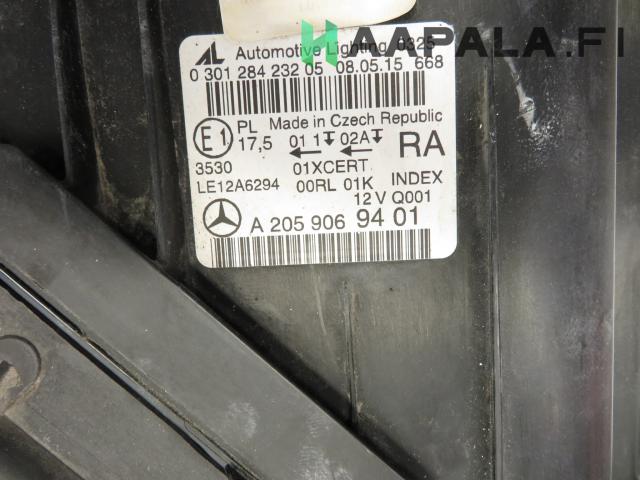 HAAPALA.FI
AL Automotive Lighting 0325
0 301 284 232 05 08.05.15 668
Made in Czech Republic
E1 PL 17,5 01 1 02A RA
3530 01XCERT
LE12A6294 00RL 01K INDEX
12 V Q001
A 205 906 94 01